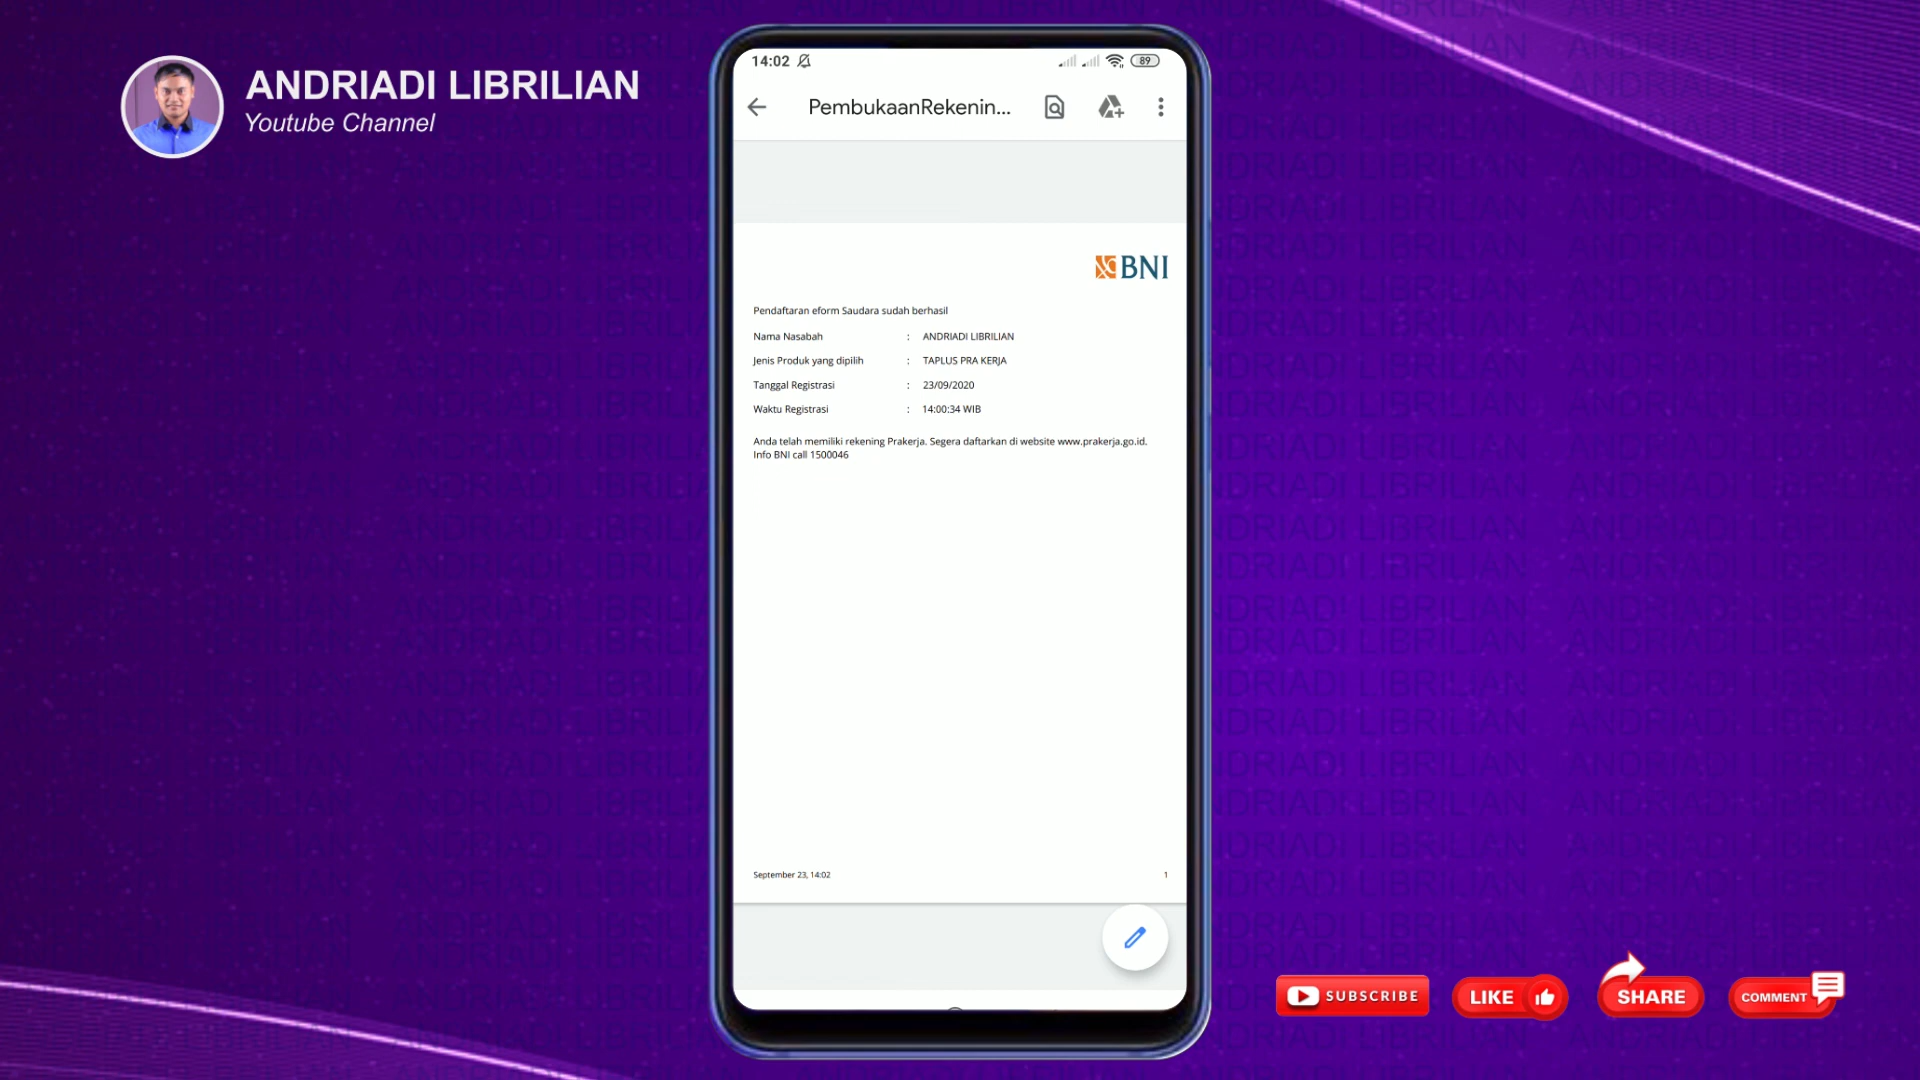 ANDRIADI LIBRILIAN
Youtube Channel
14:02
89
PembukaanRekenin...
BNI
Pendaftaran eform Saudara sudah berhasil
Nama Nasabah : ANDRIADI LIBRILIAN
Jenis Produk yang dipilih : TAPLUS PRA KERJA
Tanggal Registrasi : 23/09/2020
Waktu Registrasi : 14:00:34 WIB
Anda telah memiliki rekening Prakerja. Segera daftarkan di website www.prakerja.go.id.
Info BNI call 1500046
September 23, 14:02
1
SUBSCRIBE
LIKE
SHARE
COMMENT